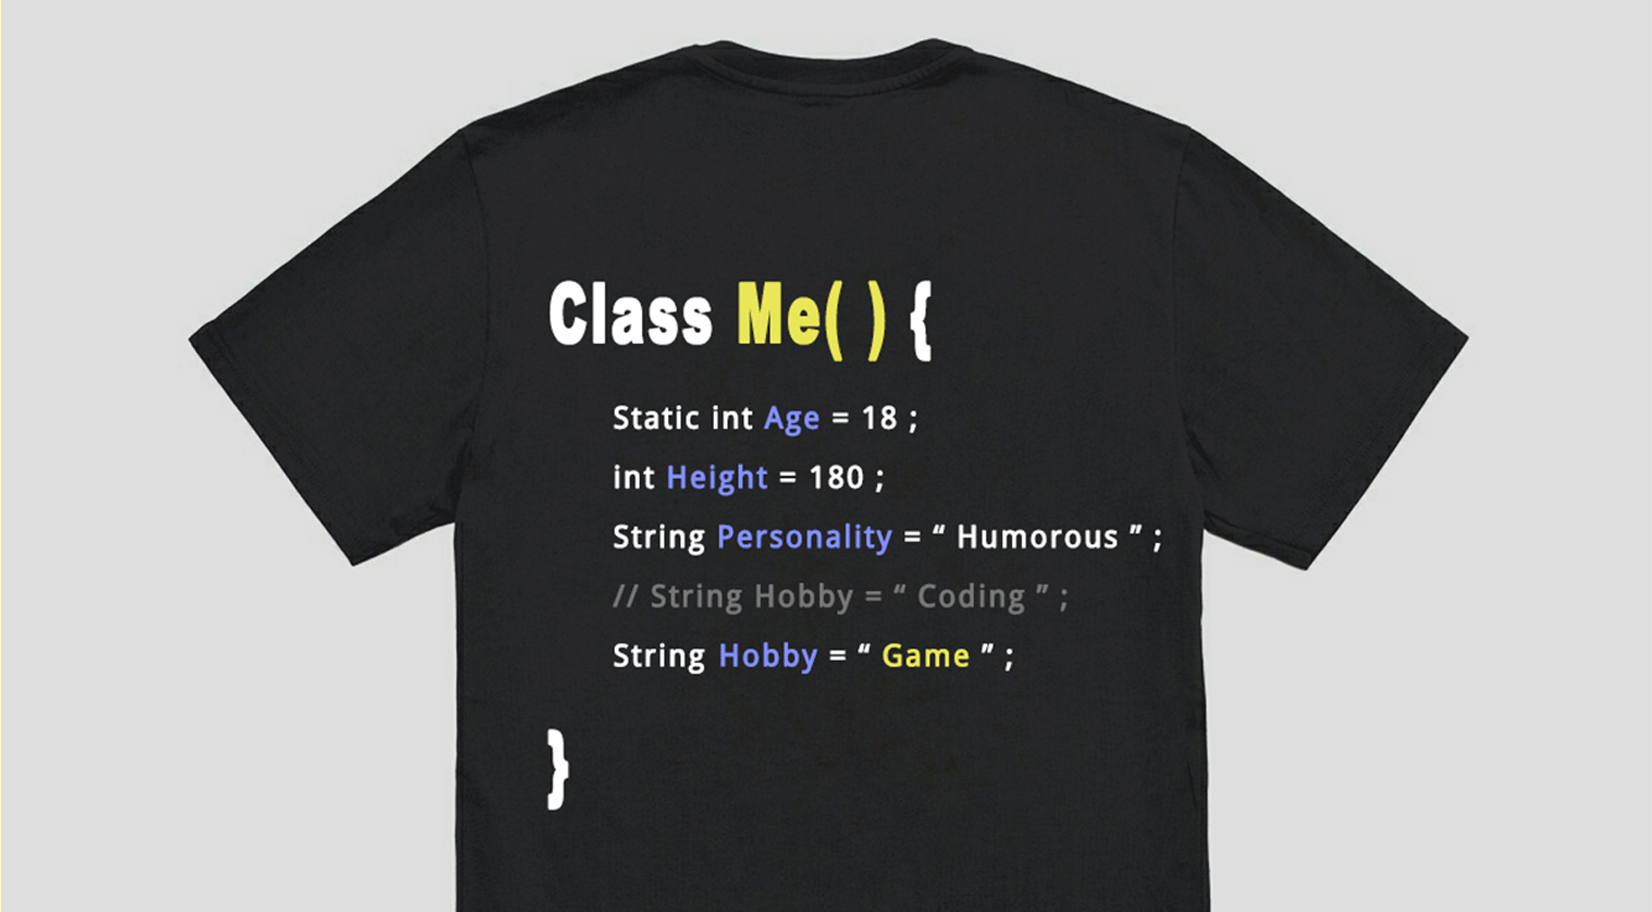 Class Me( ) {
Static int Age = 18 ;
int Height = 180 ;
String Personality = “ Humorous ” ;
// String Hobby = “ Coding ” ;
String Hobby = “ Game ” ;
}